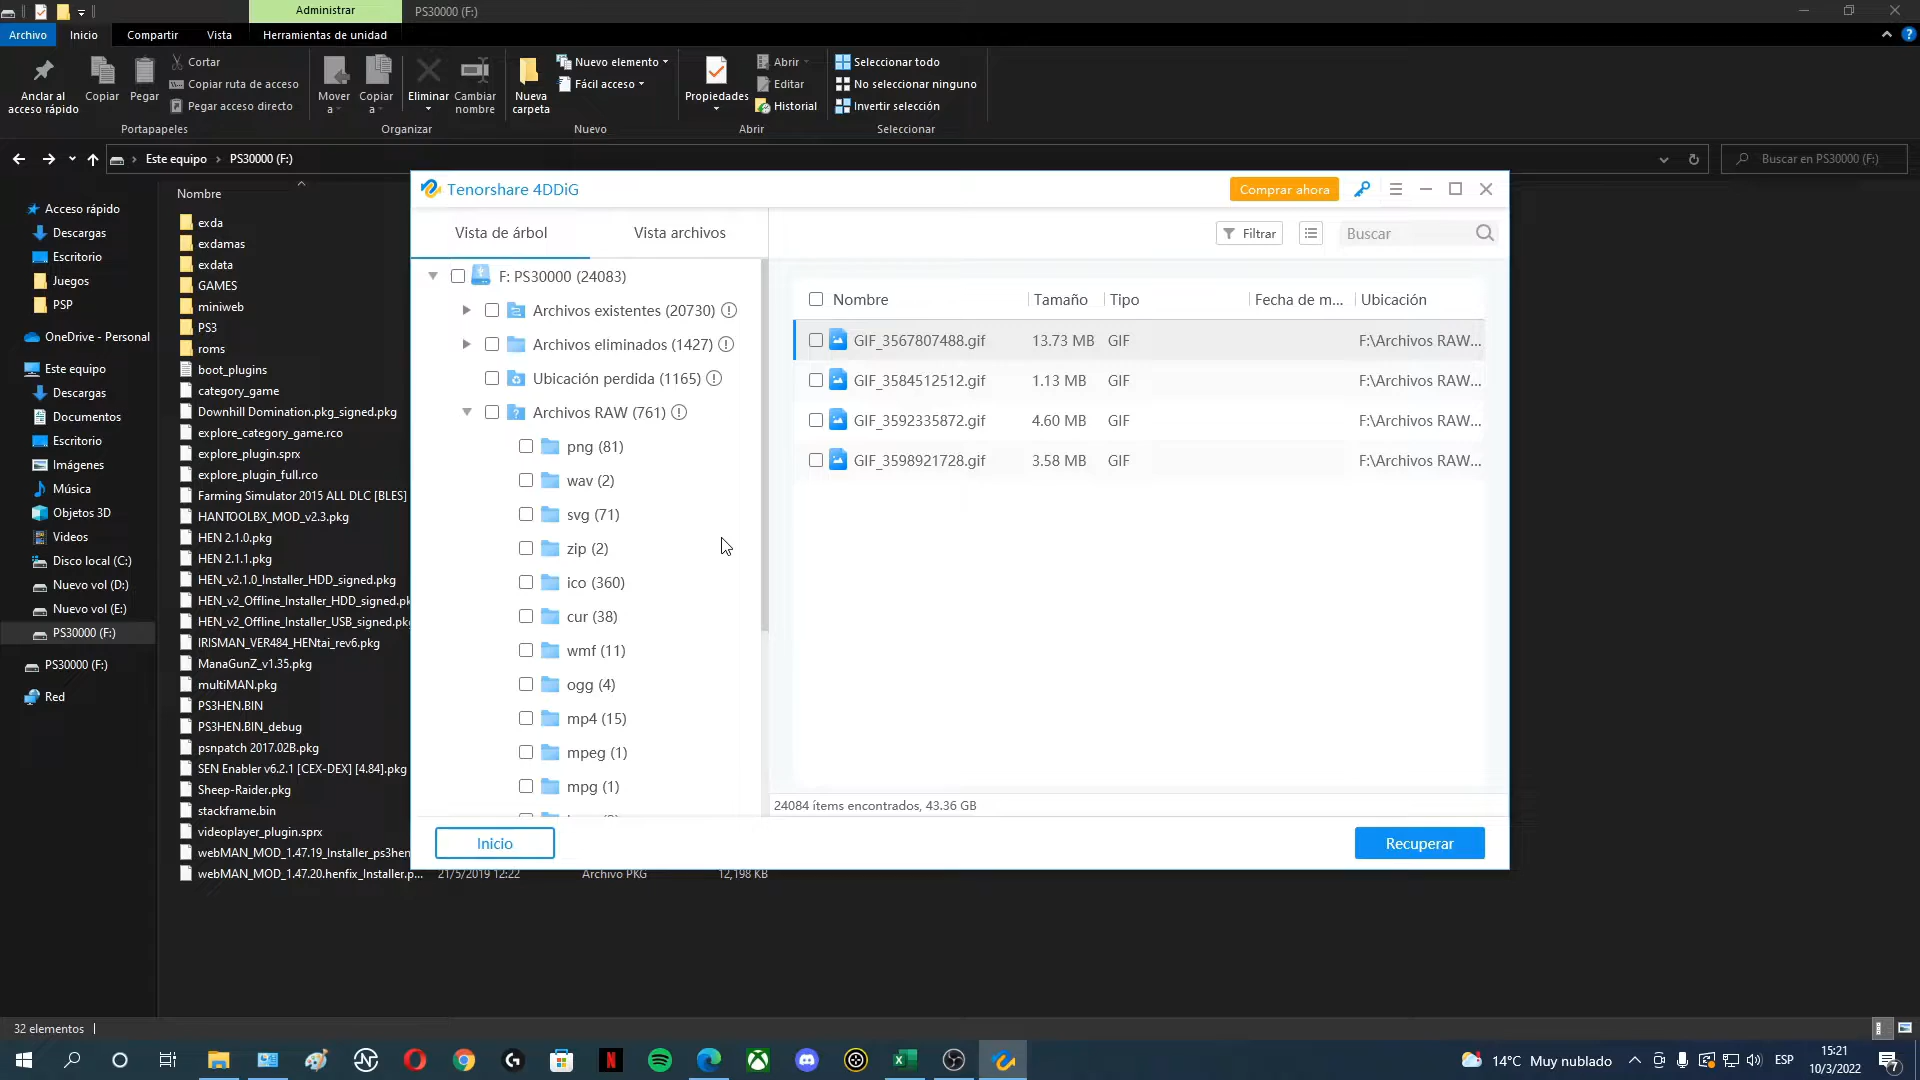 Administrar
PS30000 (F:)
Archivo
Inicio
Compartir
Vista
Herramientas de unidad
Anclar al
acceso rápido
Copiar
Pegar
Cortar
Copiar ruta de acceso
Pegar acceso directo
Portapapeles
Mover
a
Copiar
a
Eliminar
Cambiar
nombre
Organizar
Nueva
carpeta
Nuevo elemento
Fácil acceso
Nuevo
Propiedades
Abrir
Editar
Historial
Abrir
Seleccionar todo
No seleccionar ninguno
Invertir selección
Seleccionar
Este equipo > PS30000 (F:)
Buscar en PS30000 (F:)
Acceso rápido
Descargas
Escritorio
Juegos
PSP
OneDrive - Personal
Este equipo
Descargas
Documentos
Escritorio
Imágenes
Música
Objetos 3D
Videos
Disco local (C:)
Nuevo vol (D:)
Nuevo vol (E:)
PS30000 (F:)
PS30000 (F:)
Red
Nombre
exda
exdamas
exdata
GAMES
miniweb
PS3
roms
boot_plugins
category_game
Downhill Domination.pkg_signed.pkg
explore_category_game.rco
explore_plugin.sprx
explore_plugin_full.rco
Farming Simulator 2015 ALL DLC [BLES]
HANTOOLBX_MOD_v2.3.pkg
HEN 2.1.0.pkg
HEN 2.1.1.pkg
HEN_v2.1.0_Installer_HDD_signed.pkg
HEN_v2_Offline_Installer_HDD_signed.pk
HEN_v2_Offline_Installer_USB_signed.pkg
IRISMAN_VER484_HENtai_rev6.pkg
ManaGunZ_v1.35.pkg
multiMAN.pkg
PS3HEN.BIN
PS3HEN.BIN_debug
psnpatch 2017.02B.pkg
SEN Enabler v6.2.1 [CEX-DEX] [4.84].pkg
Sheep-Raider.pkg
stackframe.bin
videoplayer_plugin.sprx
webMAN_MOD_1.47.19_Installer_ps3hen
webMAN_MOD_1.47.20.henfix_Installer.p... 21/5/2019 12:22 Archivo PKG 12,198 KB
Tenorshare 4DDiG
Comprar ahora
Vista de árbol
Vista archivos
Filtrar
Buscar
F: PS30000 (24083)
Archivos existentes (20730)
Archivos eliminados (1427)
Ubicación perdida (1165)
Archivos RAW (761)
png (81)
wav (2)
svg (71)
zip (2)
ico (360)
cur (38)
wmf (11)
ogg (4)
mp4 (15)
mpeg (1)
mpg (1)
Nombre Tamaño Tipo Fecha de m... Ubicación
GIF_3567807488.gif 13.73 MB GIF F:\Archivos RAW...
GIF_3584512512.gif 1.13 MB GIF F:\Archivos RAW...
GIF_3592335872.gif 4.60 MB GIF F:\Archivos RAW...
GIF_3598921728.gif 3.58 MB GIF F:\Archivos RAW...
24084 ítems encontrados, 43.36 GB
Inicio
Recuperar
32 elementos
14°C Muy nublado
ESP
15:21
10/3/2022
7